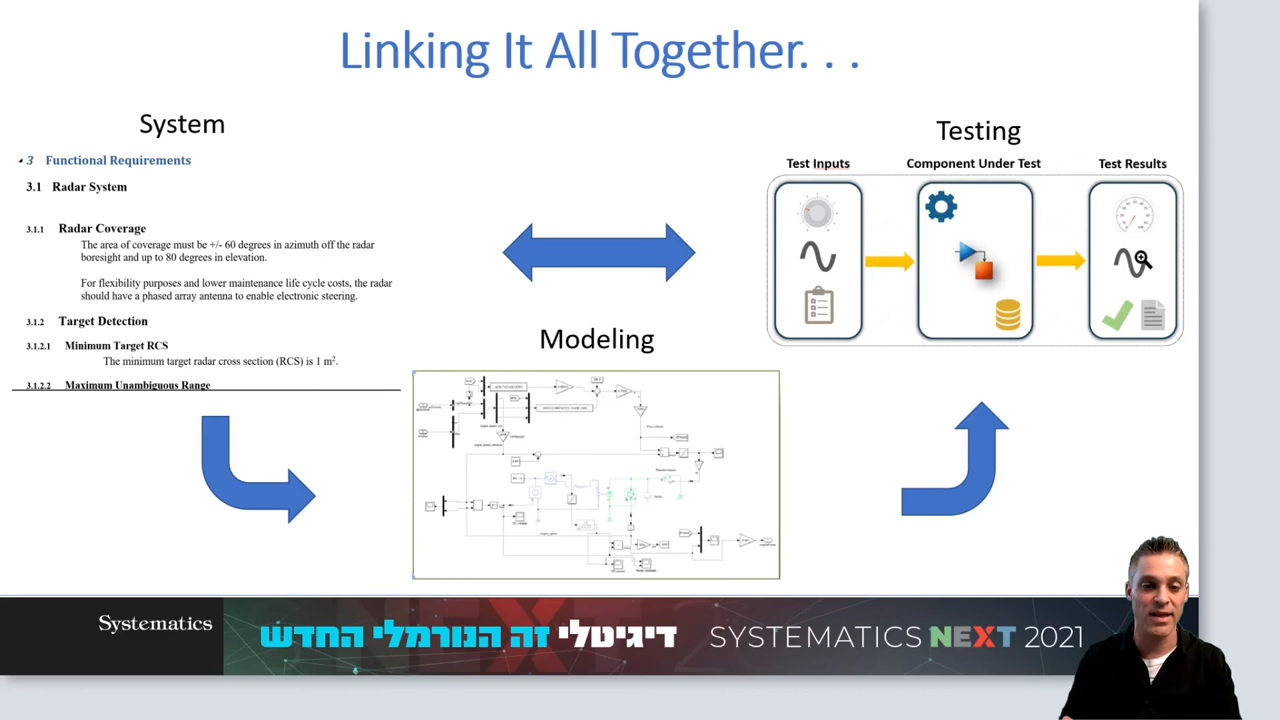 Linking It All Together. . .
System
3 Functional Requirements
3.1 Radar System
3.1.1 Radar Coverage
The area of coverage must be +/- 60 degrees in azimuth off the radar
boresight and up to 80 degrees in elevation.
For flexibility purposes and lower maintenance life cycle costs, the radar
should have a phased array antenna to enable electronic steering.
3.1.2 Target Detection
3.1.2.1 Minimum Target RCS
The minimum target radar cross section (RCS) is 1 m².
3.1.2.2 Maximum Unambiguous Range
Testing
Test Inputs
Component Under Test
Test Results
Modeling
Systematics
דיגיטלי זה הנורמלי החדש
SYSTEMATICS NEXT 2021